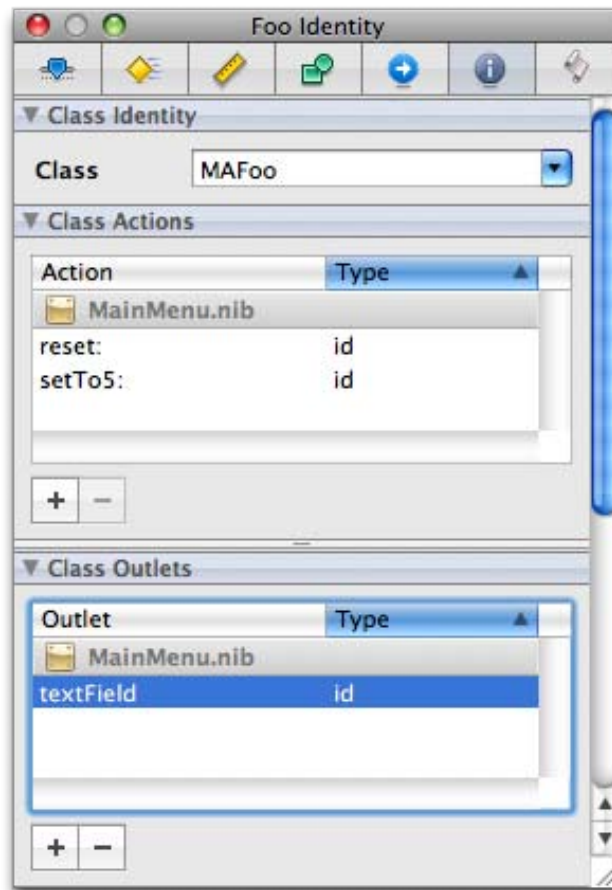 Foo Identity
Class Identity
Class MAFoo
Class Actions
Action Type
MainMenu.nib
reset: id
setTo5: id
Class Outlets
Outlet Type
MainMenu.nib
textField id